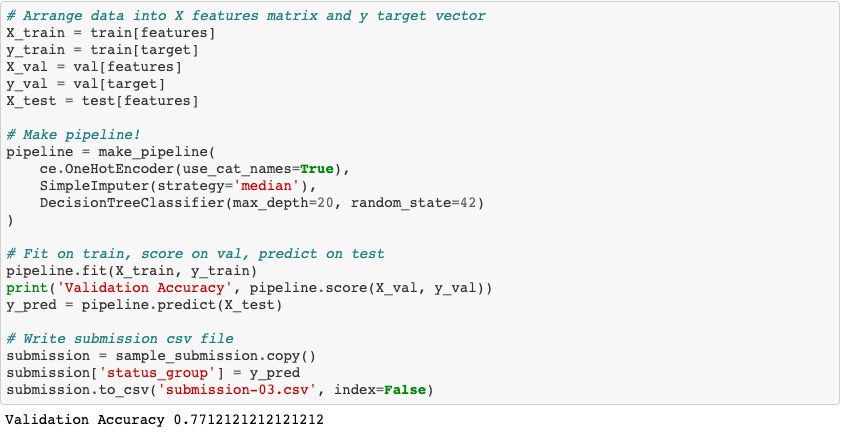 # Arrange data into X features matrix and y target vector
X_train = train[features]
y_train = train[target]
X_val = val[features]
y_val = val[target]
X_test = test[features]

# Make pipeline!
pipeline = make_pipeline(
    ce.OneHotEncoder(use_cat_names=True),
    SimpleImputer(strategy='median'),
    DecisionTreeClassifier(max_depth=20, random_state=42)
)

# Fit on train, score on val, predict on test
pipeline.fit(X_train, y_train)
print('Validation Accuracy', pipeline.score(X_val, y_val))
y_pred = pipeline.predict(X_test)

# Write submission csv file
submission = sample_submission.copy()
submission['status_group'] = y_pred
submission.to_csv('submission-03.csv', index=False)
Validation Accuracy 0.7712121212121212